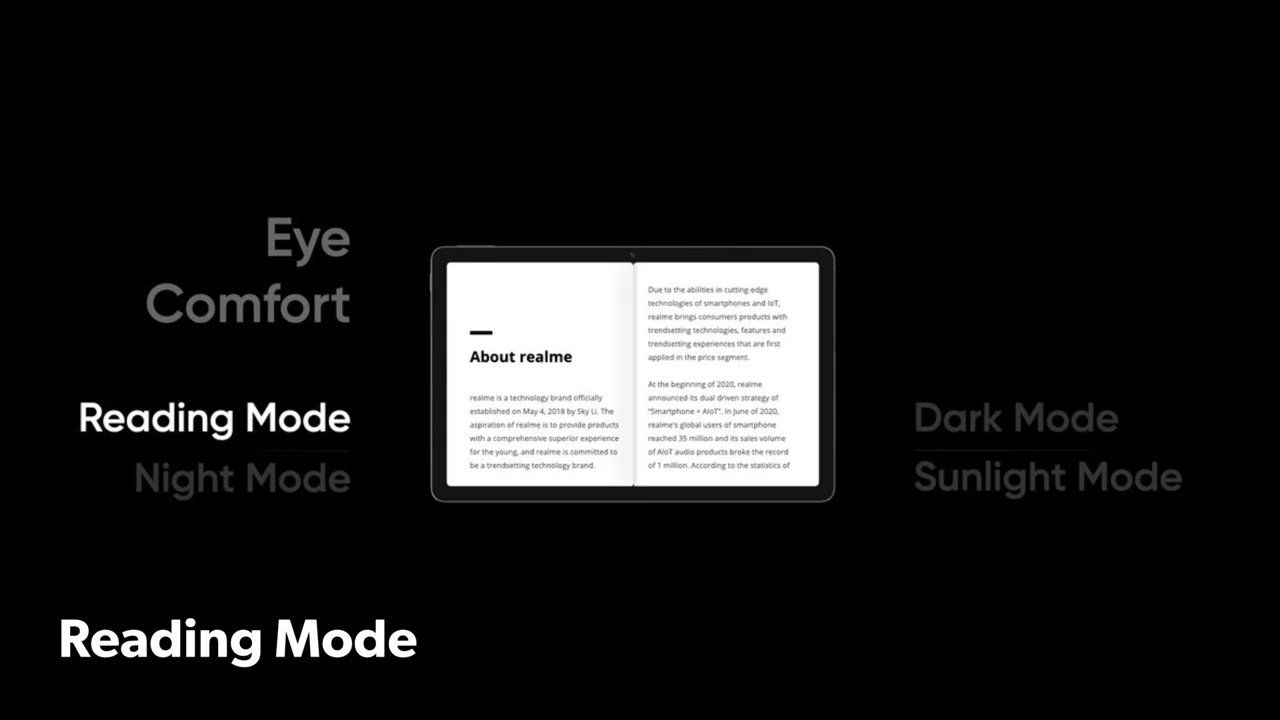 Eye
Comfort
Reading Mode
Night Mode
About realme
realme is a technology brand officially
established on May 4, 2018 by Sky Li. The
aspiration of realme is to provide products
with a comprehensive superior experience
for the young, and realme is committed to
be a trendsetting technology brand.
Due to the abilities in cutting-edge
technologies of smartphones and IoT,
realme brings consumers products with
trendsetting technologies, features and
trendsetting experiences that are first
applied in the price segment.
At the beginning of 2020, realme
announced its dual driven strategy of
"Smartphone + AIoT". In June of 2020,
realme's global users of smartphone
reached 35 million and its sales volume
of AIoT audio products broke the record
of 1 million. According to the statistics of
Dark Mode
Sunlight Mode
Reading Mode